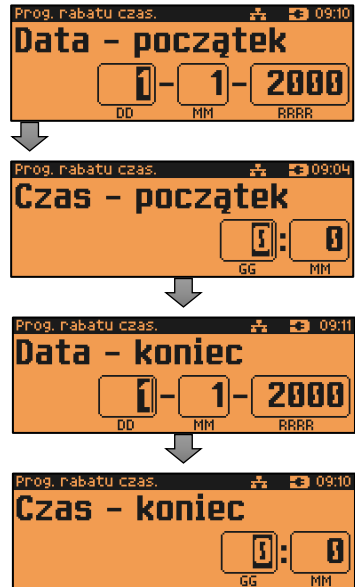 Prog. rabatu czas. 09:10
Data - początek
1 - 1 - 2000
DD MM RRRR
Prog. rabatu czas. 09:04
Czas - początek
0 : 0
GG MM
Prog. rabatu czas. 09:11
Data - koniec
1 - 1 - 2000
DD MM RRRR
Prog. rabatu czas. 09:10
Czas - koniec
0 : 0
GG MM